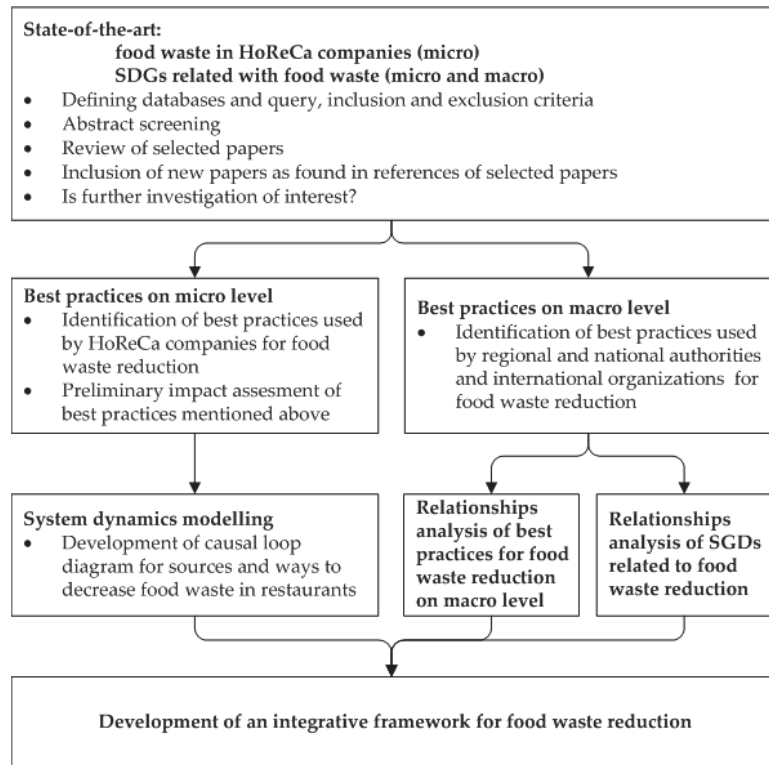 State-of-the-art:
food waste in HoReCa companies (micro)
SDGs related with food waste (micro and macro)
• Defining databases and query, inclusion and exclusion criteria
• Abstract screening
• Review of selected papers
• Inclusion of new papers as found in references of selected papers
• Is further investigation of interest?
Best practices on micro level
• Identification of best practices used
by HoReCa companies for food
waste reduction
• Preliminary impact assesment of
best practices mentioned above
Best practices on macro level
• Identification of best practices used
by regional and national authorities
and international organizations for
food waste reduction
System dynamics modelling
• Development of causal loop
diagram for sources and ways to
decrease food waste in restaurants
Relationships
analysis of best
practices for food
waste reduction
on macro level
Relationships
analysis of SGDs
related to food
waste reduction
Development of an integrative framework for food waste reduction